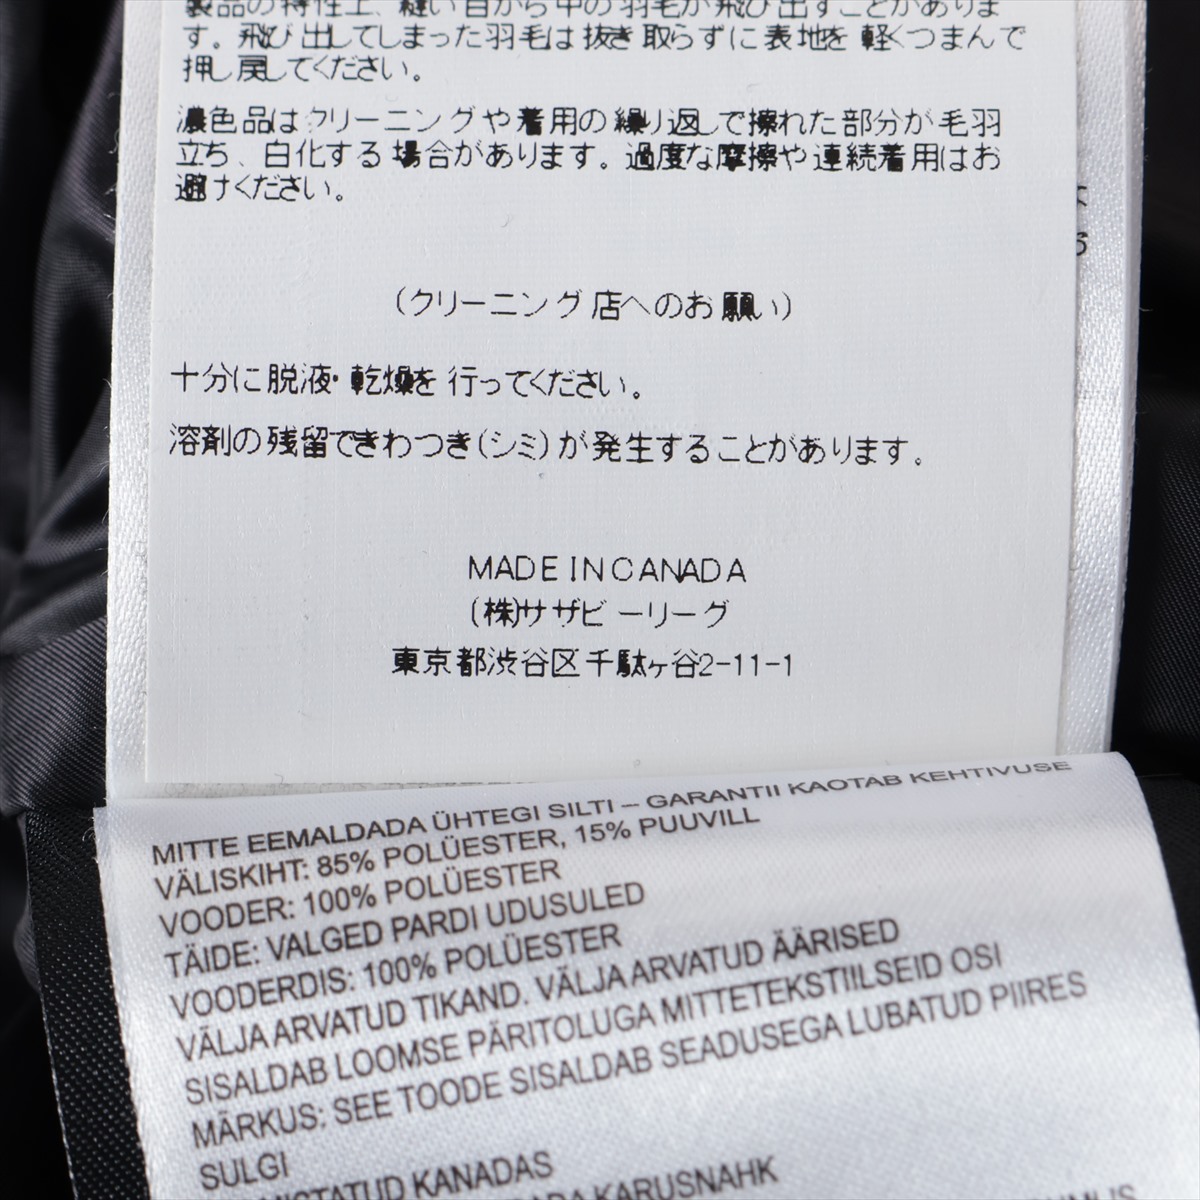 製品の特性上、縫い目から中の羽毛が飛び出すことがありま
す。飛び出してしまった羽毛は抜き取らずに表地を軽くつまんで
押し戻してください。
濃色品はクリーニングや着用の繰り返しで擦れた部分が毛羽
立ち、白化する場合があります。過度な摩擦や連続着用はお
避けください。
(クリーニング店へのお願い)
十分に脱液・乾燥を行ってください。
溶剤の残留できわつき(シミ)が発生することがあります。
MADE IN CANADA
(株)サザビーリーグ
東京都渋谷区千駄ヶ谷2-11-1
MITTE EEMALDADA ÜHTEGI SILTI – GARANTII KAOTAB KEHTIVUSE
VÄLISKIHT: 85% POLÜESTER, 15% PUUVILL
VOODER: 100% POLÜESTER
TÄIDE: VALGED PARDI UDUSULED
VOODERDIS: 100% POLÜESTER
VÄLJA ARVATUD TIKAND. VÄLJA ARVATUD ÄÄRISED
SISALDAB LOOMSE PÄRITOLUGA MITTETEKSTIILSEID OSI
MÄRKUS: SEE TOODE SISALDAB SEADUSEGA LUBATUD PIIRES
SULGI
KANADAS
KARUSNAHK